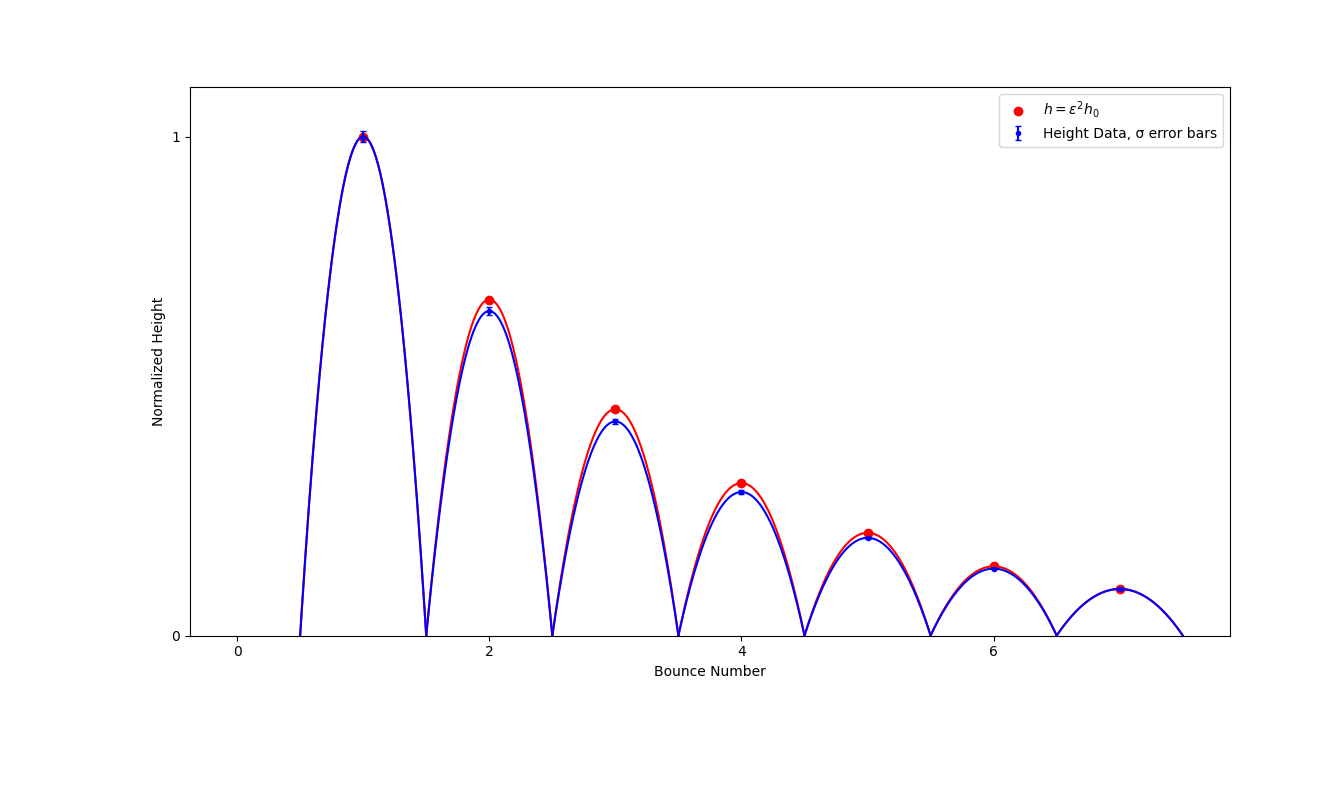 h = ε²h₀
Height Data, σ error bars
1
Normalized Height
0
0 2 4 6
Bounce Number